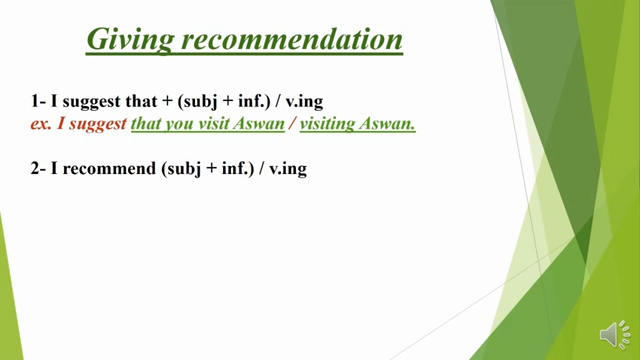 Giving recommendation
1- I suggest that + (subj + inf.) / v.ing
ex. I suggest that you visit Aswan / visiting Aswan.
2- I recommend (subj + inf.) / v.ing